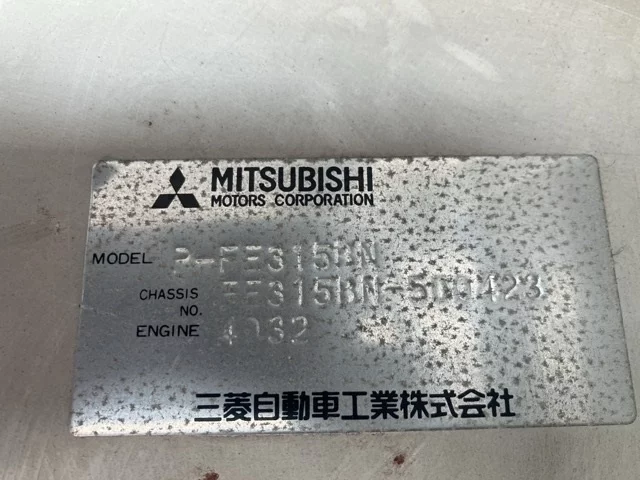 MITSUBISHI
MOTORS CORPORATION
MODEL P-FE315BN
CHASSIS NO. FE315BN-500423
ENGINE 4D32
三菱自動車工業株式会社